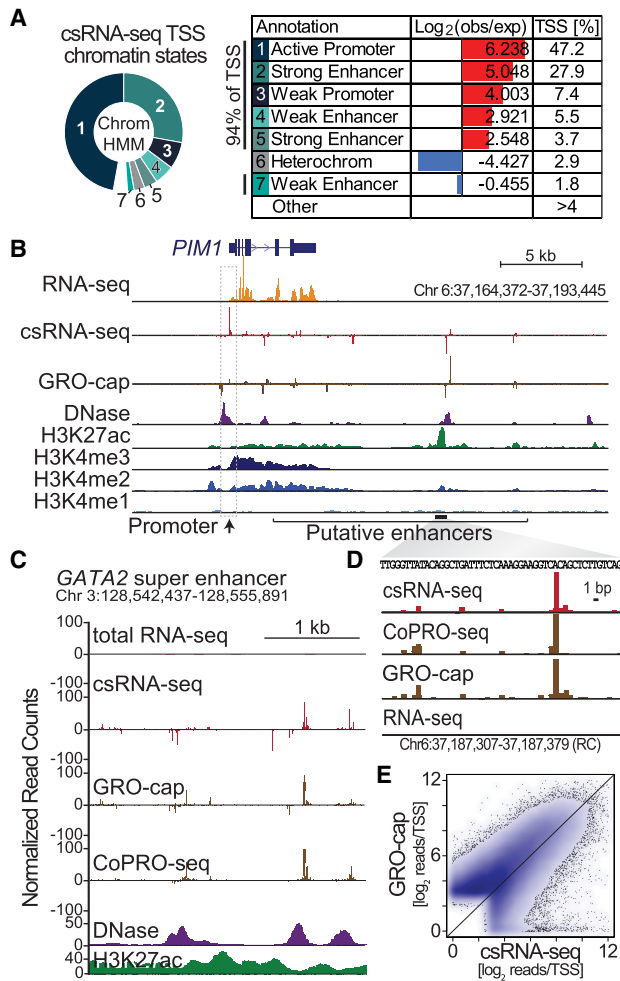 A
csRNA-seq TSS
chromatin states
Chrom
HMM
1
2
3
4
5
6
7
94% of TSS
Annotation Log2(obs/exp) TSS [%]
1 Active Promoter 6.238 47.2
2 Strong Enhancer 5.048 27.9
3 Weak Promoter 4.003 7.4
4 Weak Enhancer 2.921 5.5
5 Strong Enhancer 2.548 3.7
6 Heterochrom -4.427 2.9
7 Weak Enhancer -0.455 1.8
Other >4
B
PIM1
5 kb
RNA-seq
Chr 6:37,164,372-37,193,445
csRNA-seq
GRO-cap
DNase
H3K27ac
H3K4me3
H3K4me2
H3K4me1
Promoter
Putative enhancers
C
GATA2 super enhancer
Chr 3:128,542,437-128,555,891
Normalized Read Counts
100
total RNA-seq
1 kb
0
-100
100
csRNA-seq
0
-100
100
GRO-cap
0
-100
100
CoPRO-seq
0
-100
50
DNase
0
40
H3K27ac
0
D
TTGGGTTATACAGGCTGATTTCTCAAAGGAAGGTCACAGCTCTTGTCAG
csRNA-seq
1 bp
CoPRO-seq
GRO-cap
RNA-seq
Chr6:37,187,307-37,187,379 (RC)
E
GRO-cap
[log2 reads/TSS]
12
6
0
0 6 12
csRNA-seq
[log2 reads/TSS]